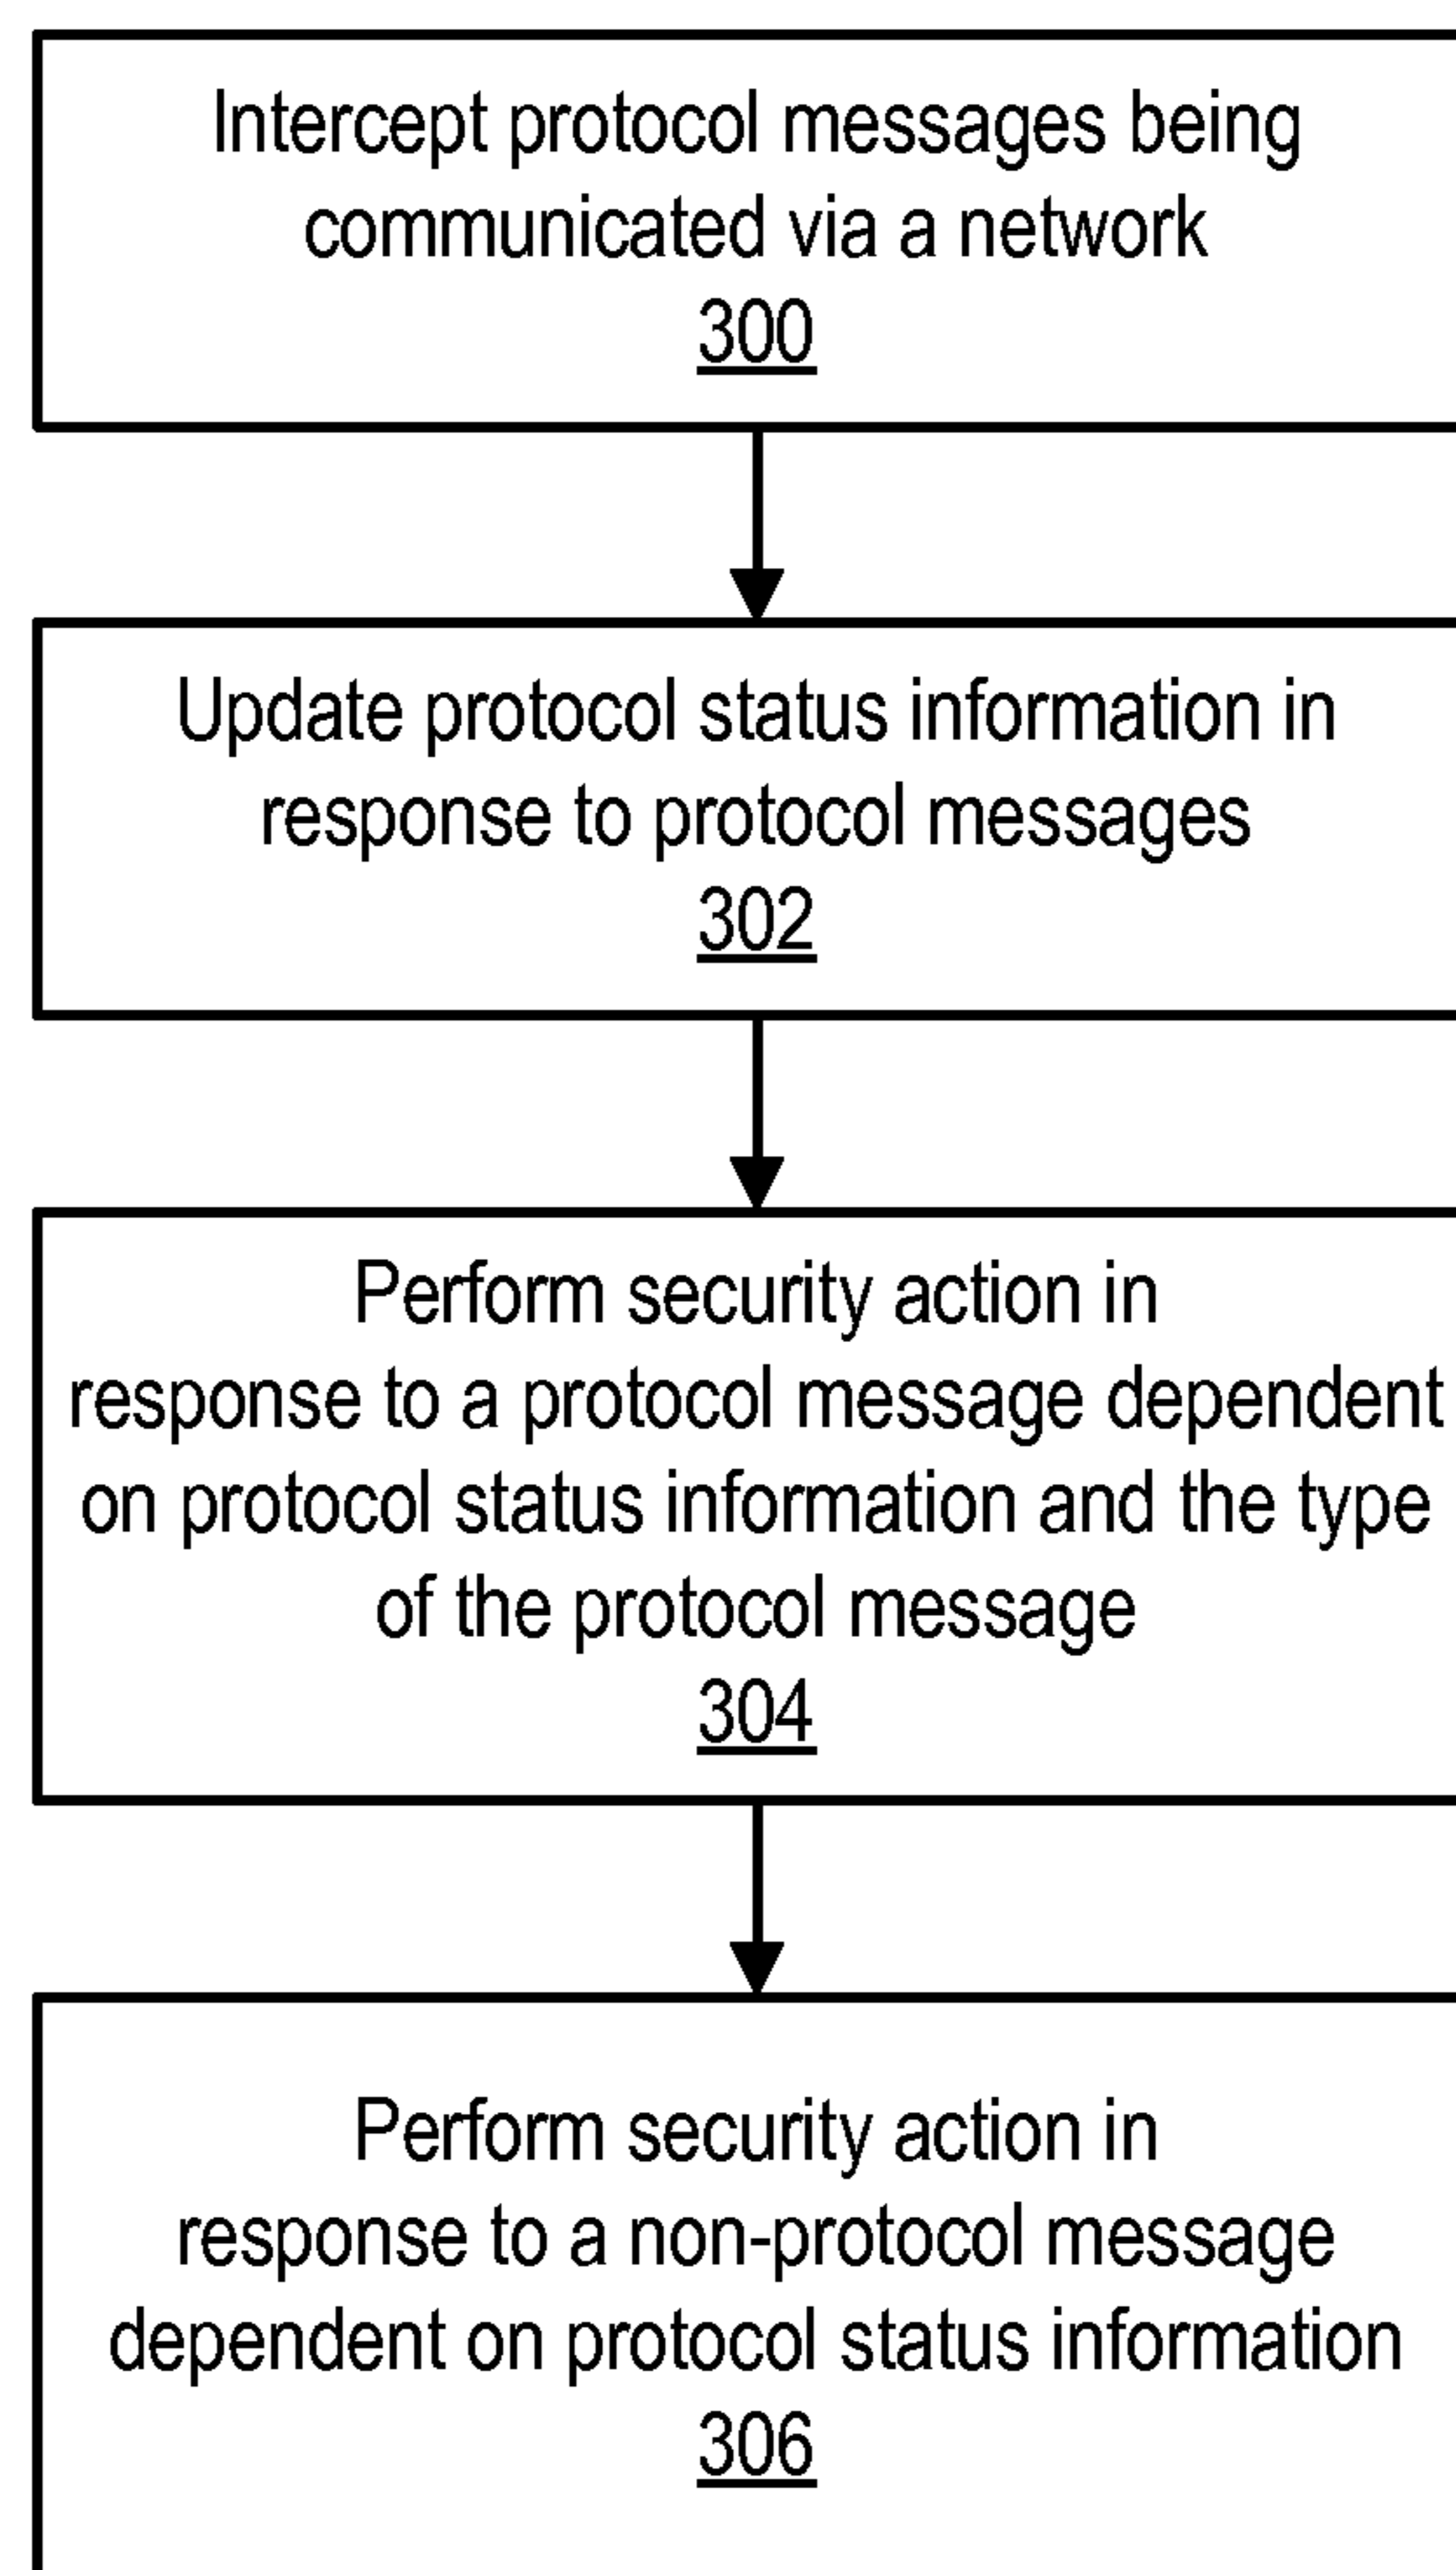 Intercept protocol messages being
communicated via a network
300
Update protocol status information in
response to protocol messages
302
Perform security action in
response to a protocol message dependent
on protocol status information and the type
of the protocol message
304
Perform security action in
response to a non-protocol message
dependent on protocol status information
306